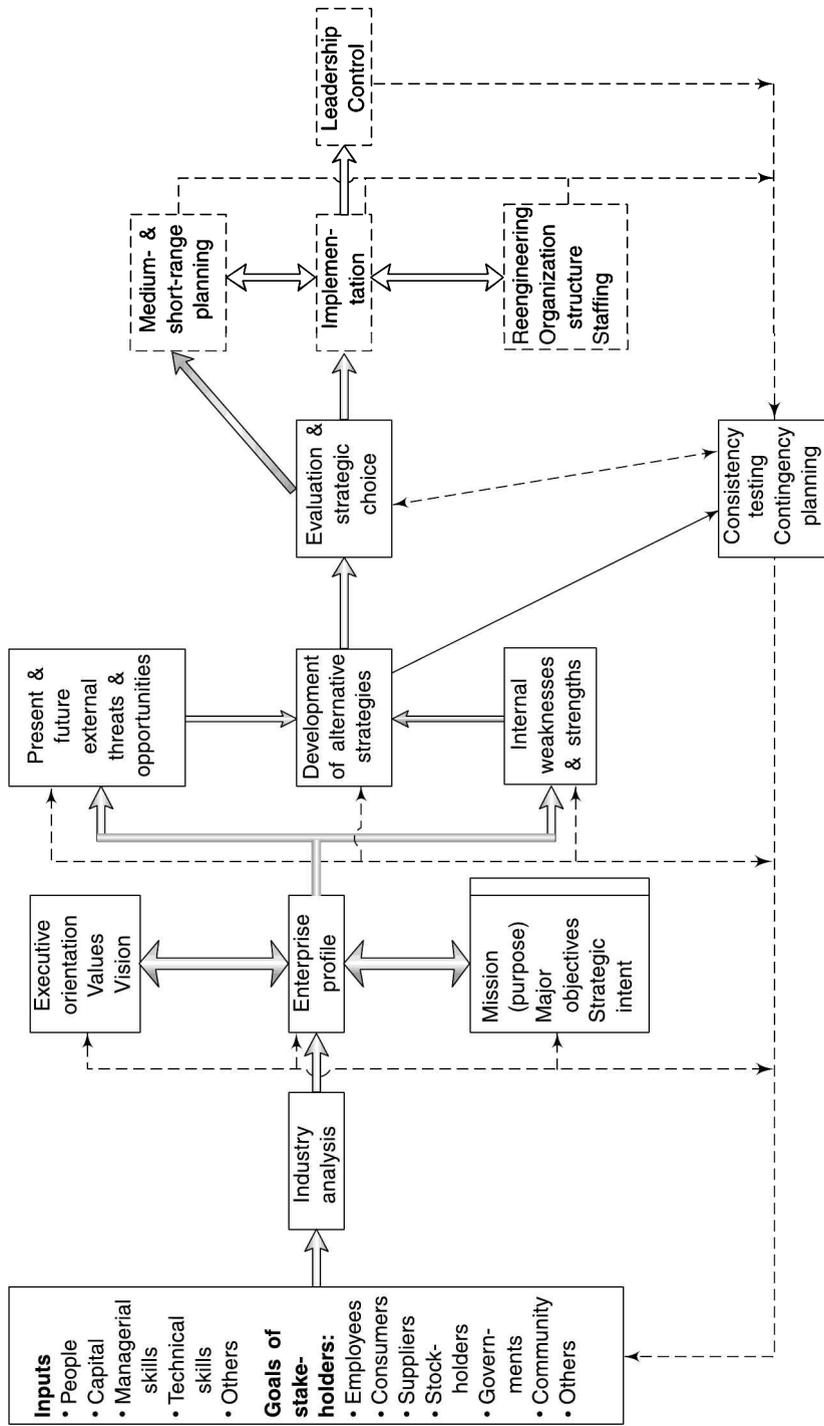 Inputs
• People
• Capital
• Managerial
skills
• Technical
skills
• Others
Goals of
stake-
holders:
• Employees
• Consumers
• Suppliers
• Stock-
holders
• Govern-
ments
• Community
• Others
Industry
analysis
Executive
orientation
Values
Vision
Enterprise
profile
Mission
(purpose)
Major
objectives
Strategic
intent
Present &
future
external
threats &
opportunities
Development
of alternative
strategies
Internal
weaknesses
& strengths
Evaluation &
strategic
choice
Medium- &
short-range
planning
Implemen-
tation
Reengineering
Organization
structure
Staffing
Leadership
Control
Consistency
testing
Contingency
planning